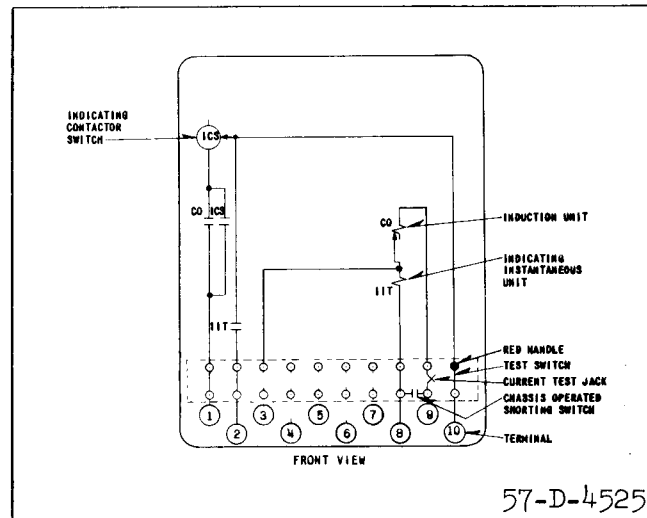 INDICATING
CONTACTOR
SWITCH
ICS
CO ICS
CO
INDUCTION UNIT
INDICATING
INSTANTANEOUS
UNIT
IIT
IIT
RED HANDLE
TEST SWITCH
CURRENT TEST JACK
CHASSIS OPERATED
SHORTING SWITCH
1 3 5 7 9
2 4 6 8 10
TERMINAL
FRONT VIEW
57-D-4525